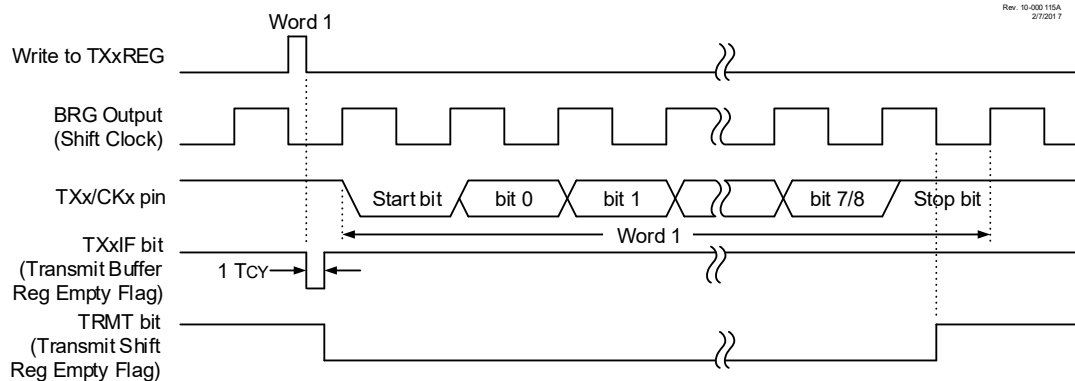 Rev. 10-000 115A
2/7/201 7
Word 1
Write to TXxREG
BRG Output
(Shift Clock)
TXx/CKx pin
Start bit
bit 0
bit 1
bit 7/8
Stop bit
Word 1
TXxIF bit
(Transmit Buffer
Reg Empty Flag)
1 TCY
TRMT bit
(Transmit Shift
Reg Empty Flag)